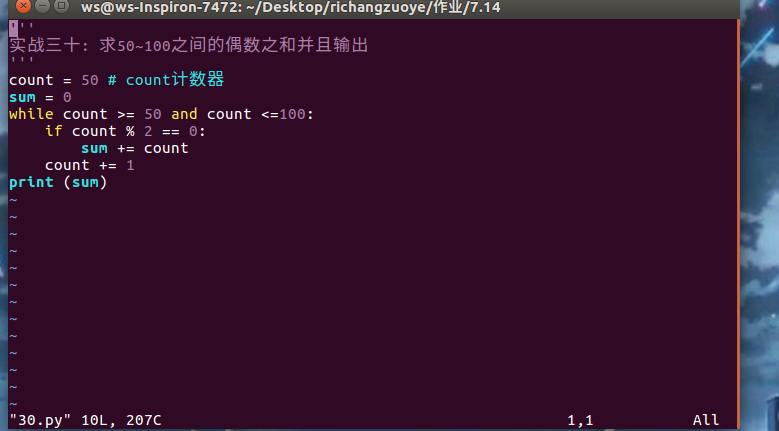 ws@ws-Inspiron-7472: ~/Desktop/richangzuoye/作业/7.14
'''
实战三十：求50~100之间的偶数之和并且输出
'''
count = 50 # count计数器
sum = 0
while count >= 50 and count <=100:
    if count % 2 == 0:
        sum += count
    count += 1
print (sum)
~
~
~
~
~
~
~
~
~
~
~
~
~
"30.py" 10L, 207C 1,1 All